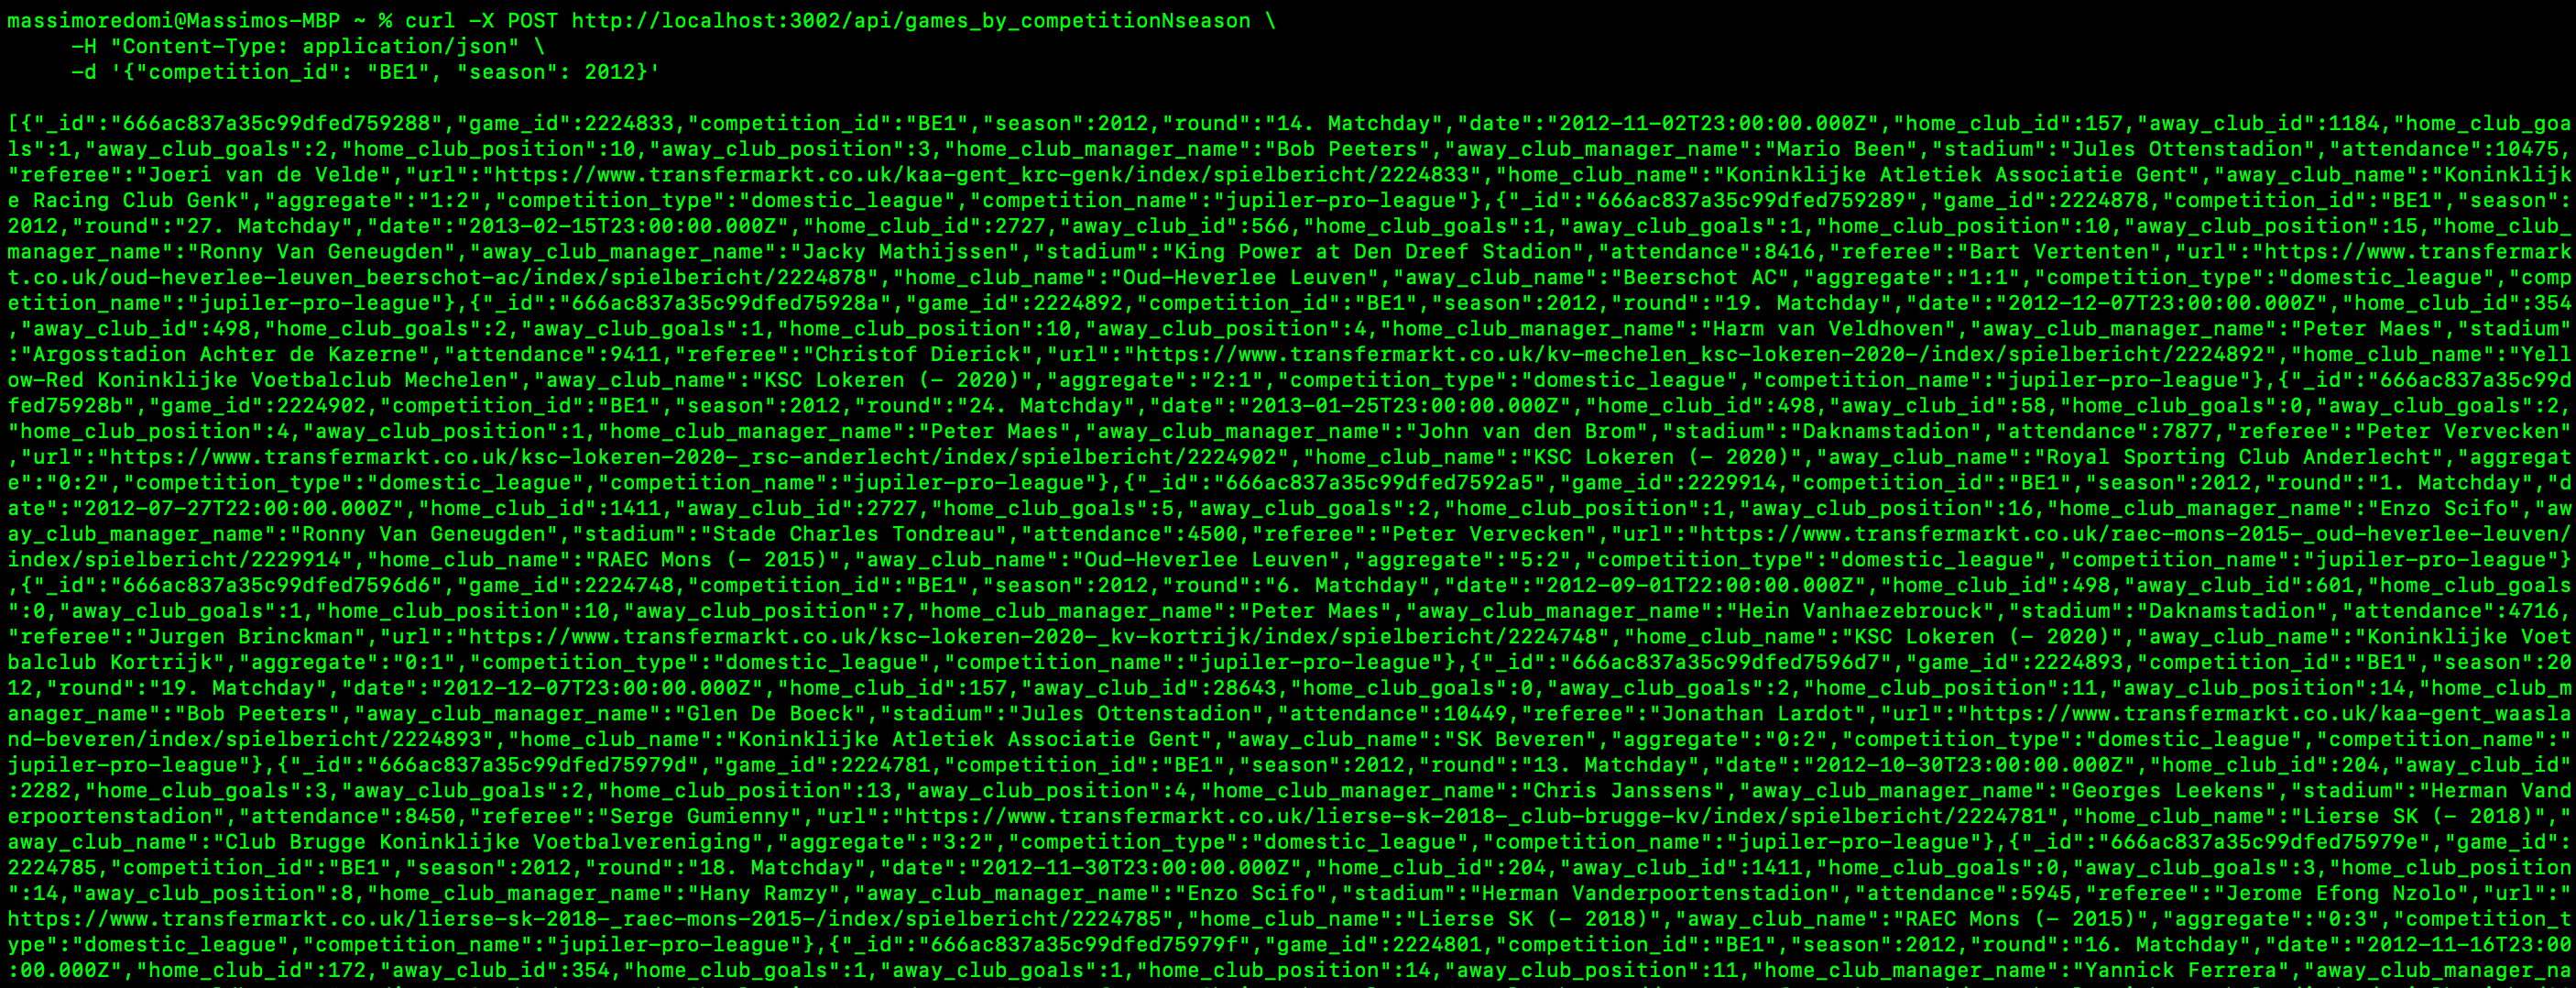 massimoredomi@Massimos-MBP ~ % curl -X POST http://localhost:3002/api/games_by_competitionNseason \
     -H "Content-Type: application/json" \
     -d '{"competition_id": "BE1", "season": 2012}'
[{"_id":"666ac837a35c99dfed759288","game_id":2224833,"competition_id":"BE1","season":2012,"round":"14. Matchday","date":"2012-11-02T23:00:00.000Z","home_club_id":157,"away_club_id":1184,"home_club_goa
ls":1,"away_club_goals":2,"home_club_position":10,"away_club_position":3,"home_club_manager_name":"Bob Peeters","away_club_manager_name":"Mario Been","stadium":"Jules Ottenstadion","attendance":10475,
"referee":"Joeri van de Velde","url":"https://www.transfermarkt.co.uk/kaa-gent_krc-genk/index/spielbericht/2224833","home_club_name":"Koninklijke Atletiek Associatie Gent","away_club_name":"Koninklijk
e Racing Club Genk","aggregate":"1:2","competition_type":"domestic_league","competition_name":"jupiler-pro-league"},{"_id":"666ac837a35c99dfed759289","game_id":2224878,"competition_id":"BE1","season":
2012,"round":"27. Matchday","date":"2013-02-15T23:00:00.000Z","home_club_id":2727,"away_club_id":566,"home_club_goals":1,"away_club_goals":1,"home_club_position":10,"away_club_position":15,"home_club_
manager_name":"Ronny Van Geneugden","away_club_manager_name":"Jacky Mathijssen","stadium":"King Power at Den Dreef Stadion","attendance":8416,"referee":"Bart Vertenten","url":"https://www.transfermark
t.co.uk/oud-heverlee-leuven_beerschot-ac/index/spielbericht/2224878","home_club_name":"Oud-Heverlee Leuven","away_club_name":"Beerschot AC","aggregate":"1:1","competition_type":"domestic_league","comp
etition_name":"jupiler-pro-league"},{"_id":"666ac837a35c99dfed75928a","game_id":2224892,"competition_id":"BE1","season":2012,"round":"19. Matchday","date":"2012-12-07T23:00:00.000Z","home_club_id":354
,"away_club_id":498,"home_club_goals":2,"away_club_goals":1,"home_club_position":10,"away_club_position":4,"home_club_manager_name":"Harm van Veldhoven","away_club_manager_name":"Peter Maes","stadium"
:"Argosstadion Achter de Kazerne","attendance":9411,"referee":"Christof Dierick","url":"https://www.transfermarkt.co.uk/kv-mechelen_ksc-lokeren-2020-/index/spielbericht/2224892","home_club_name":"Yell
ow-Red Koninklijke Voetbalclub Mechelen","away_club_name":"KSC Lokeren (- 2020)","aggregate":"2:1","competition_type":"domestic_league","competition_name":"jupiler-pro-league"},{"_id":"666ac837a35c99d
fed75928b","game_id":2224902,"competition_id":"BE1","season":2012,"round":"24. Matchday","date":"2013-01-25T23:00:00.000Z","home_club_id":498,"away_club_id":58,"home_club_goals":0,"away_club_goals":2,
"home_club_position":4,"away_club_position":1,"home_club_manager_name":"Peter Maes","away_club_manager_name":"John van den Brom","stadium":"Daknamstadion","attendance":7877,"referee":"Peter Vervecken"
,"url":"https://www.transfermarkt.co.uk/ksc-lokeren-2020-_rsc-anderlecht/index/spielbericht/2224902","home_club_name":"KSC Lokeren (- 2020)","away_club_name":"Royal Sporting Club Anderlecht","aggregat
e":"0:2","competition_type":"domestic_league","competition_name":"jupiler-pro-league"},{"_id":"666ac837a35c99dfed7592a5","game_id":2229914,"competition_id":"BE1","season":2012,"round":"1. Matchday","d
ate":"2012-07-27T22:00:00.000Z","home_club_id":1411,"away_club_id":2727,"home_club_goals":5,"away_club_goals":2,"home_club_position":1,"away_club_position":16,"home_club_manager_name":"Enzo Scifo","aw
ay_club_manager_name":"Ronny Van Geneugden","stadium":"Stade Charles Tondreau","attendance":4500,"referee":"Peter Vervecken","url":"https://www.transfermarkt.co.uk/raec-mons-2015-_oud-heverlee-leuven/
index/spielbericht/2229914","home_club_name":"RAEC Mons (- 2015)","away_club_name":"Oud-Heverlee Leuven","aggregate":"5:2","competition_type":"domestic_league","competition_name":"jupiler-pro-league"}
,{"_id":"666ac837a35c99dfed7596d6","game_id":2224748,"competition_id":"BE1","season":2012,"round":"6. Matchday","date":"2012-09-01T22:00:00.000Z","home_club_id":498,"away_club_id":601,"home_club_goals
":0,"away_club_goals":1,"home_club_position":10,"away_club_position":7,"home_club_manager_name":"Peter Maes","away_club_manager_name":"Hein Vanhaezebrouck","stadium":"Daknamstadion","attendance":4716,
"referee":"Jurgen Brinckman","url":"https://www.transfermarkt.co.uk/ksc-lokeren-2020-_kv-kortrijk/index/spielbericht/2224748","home_club_name":"KSC Lokeren (- 2020)","away_club_name":"Koninklijke Voet
balclub Kortrijk","aggregate":"0:1","competition_type":"domestic_league","competition_name":"jupiler-pro-league"},{"_id":"666ac837a35c99dfed7596d7","game_id":2224893,"competition_id":"BE1","season":20
12,"round":"19. Matchday","date":"2012-12-07T23:00:00.000Z","home_club_id":157,"away_club_id":28643,"home_club_goals":0,"away_club_goals":2,"home_club_position":11,"away_club_position":14,"home_club_m
anager_name":"Bob Peeters","away_club_manager_name":"Glen De Boeck","stadium":"Jules Ottenstadion","attendance":10449,"referee":"Jonathan Lardot","url":"https://www.transfermarkt.co.uk/kaa-gent_waasla
nd-beveren/index/spielbericht/2224893","home_club_name":"Koninklijke Atletiek Associatie Gent","away_club_name":"SK Beveren","aggregate":"0:2","competition_type":"domestic_league","competition_name":"
jupiler-pro-league"},{"_id":"666ac837a35c99dfed75979d","game_id":2224781,"competition_id":"BE1","season":2012,"round":"13. Matchday","date":"2012-10-30T23:00:00.000Z","home_club_id":204,"away_club_id"
:2282,"home_club_goals":3,"away_club_goals":2,"home_club_position":13,"away_club_position":4,"home_club_manager_name":"Chris Janssens","away_club_manager_name":"Georges Leekens","stadium":"Herman Vand
erpoortenstadion","attendance":8450,"referee":"Serge Gumienny","url":"https://www.transfermarkt.co.uk/lierse-sk-2018-_club-brugge-kv/index/spielbericht/2224781","home_club_name":"Lierse SK (- 2018)","
away_club_name":"Club Brugge Koninklijke Voetbalvereniging","aggregate":"3:2","competition_type":"domestic_league","competition_name":"jupiler-pro-league"},{"_id":"666ac837a35c99dfed75979e","game_id":
2224785,"competition_id":"BE1","season":2012,"round":"18. Matchday","date":"2012-11-30T23:00:00.000Z","home_club_id":204,"away_club_id":1411,"home_club_goals":0,"away_club_goals":3,"home_club_position
":14,"away_club_position":8,"home_club_manager_name":"Hany Ramzy","away_club_manager_name":"Enzo Scifo","stadium":"Herman Vanderpoortenstadion","attendance":5945,"referee":"Jerome Efong Nzolo","url":"
https://www.transfermarkt.co.uk/lierse-sk-2018-_raec-mons-2015-/index/spielbericht/2224785","home_club_name":"Lierse SK (- 2018)","away_club_name":"RAEC Mons (- 2015)","aggregate":"0:3","competition_t
ype":"domestic_league","competition_name":"jupiler-pro-league"},{"_id":"666ac837a35c99dfed75979f","game_id":2224801,"competition_id":"BE1","season":2012,"round":"16. Matchday","date":"2012-11-16T23:00
:00.000Z","home_club_id":172,"away_club_id":354,"home_club_goals":1,"away_club_goals":1,"home_club_position":14,"away_club_position":11,"home_club_manager_name":"Yannick Ferrera","away_club_manager_na